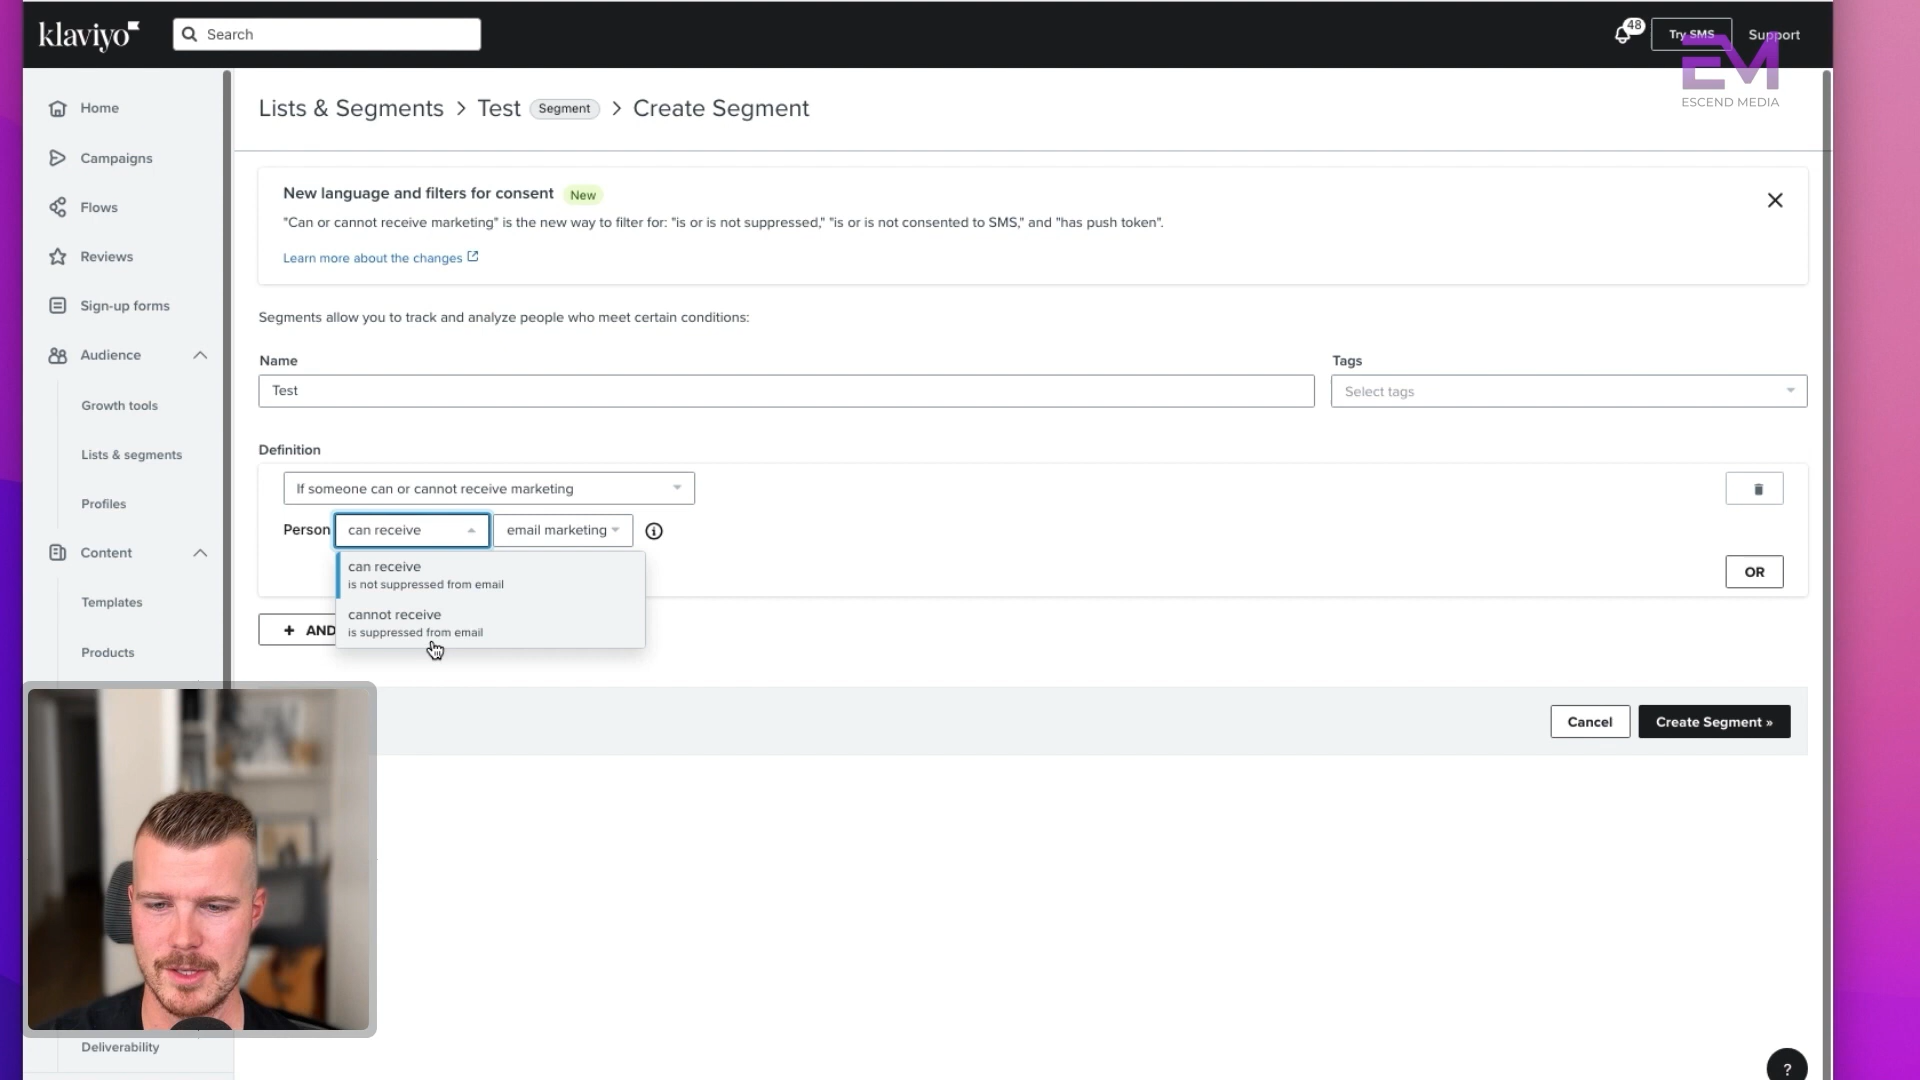 klaviyo
Search
48
Try SMS
Support
EM
ESCEND MEDIA
Home
Campaigns
Flows
Reviews
Sign-up forms
Audience
Growth tools
Lists & segments
Profiles
Content
Templates
Products
Deliverability
Lists & Segments > Test Segment > Create Segment
New language and filters for consent New
"Can or cannot receive marketing" is the new way to filter for: "is or is not suppressed," "is or is not consented to SMS," and "has push token".
Learn more about the changes
Segments allow you to track and analyze people who meet certain conditions:
Name
Tags
Test
Select tags
Definition
If someone can or cannot receive marketing
Person can receive email marketing
can receive
is not suppressed from email
cannot receive
is suppressed from email
OR
+ AND
Cancel
Create Segment »
?